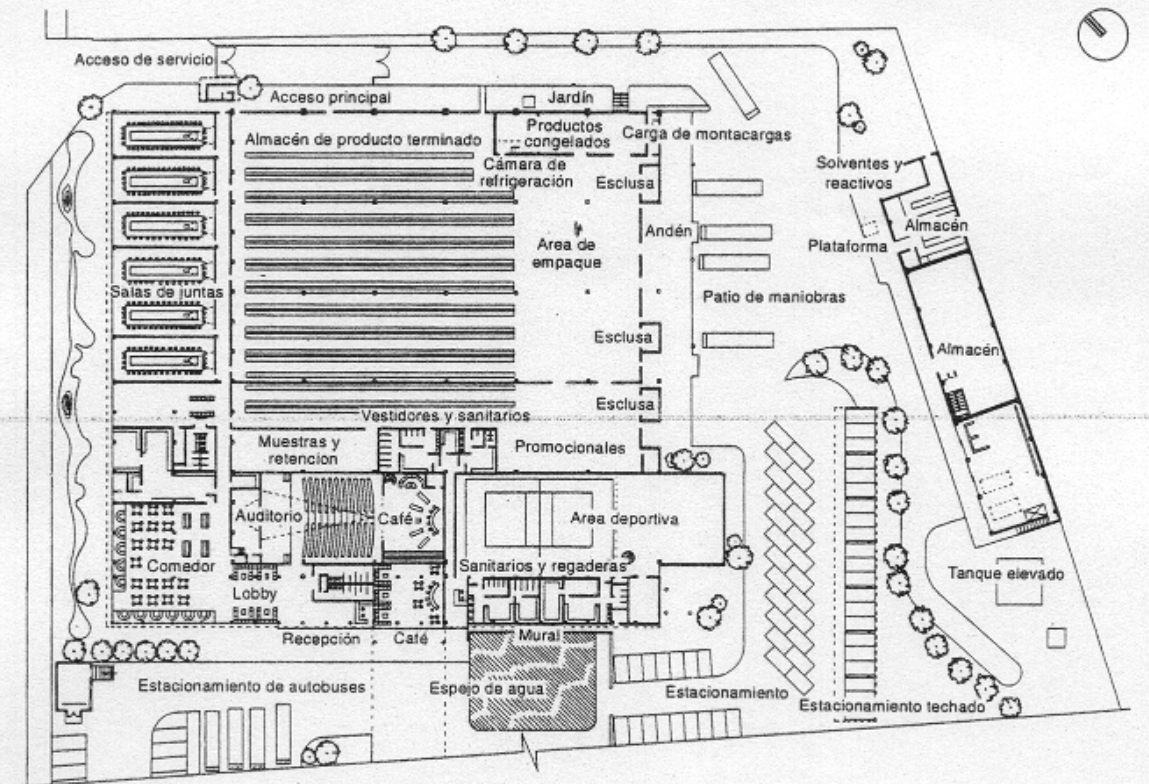 Acceso de servicio
Acceso principal
Jardín
Almacén de producto terminado
Productos
congelados
Carga de montacargas
Cámara de
refrigeración
Esclusa
Solventes y
reactivos
Almacén
Andén
Plataforma
Area de
empaque
Salas de juntas
Patio de maniobras
Esclusa
Almacén
Esclusa
Vestidores y sanitarios
Muestras y
retencion
Promocionales
Auditorio
Café
Area deportiva
Comedor
Sanitarios y regaderas
Tanque elevado
Lobby
Recepción
Café
Mural
Estacionamiento de autobuses
Espejo de agua
Estacionamiento
Estacionamiento techado